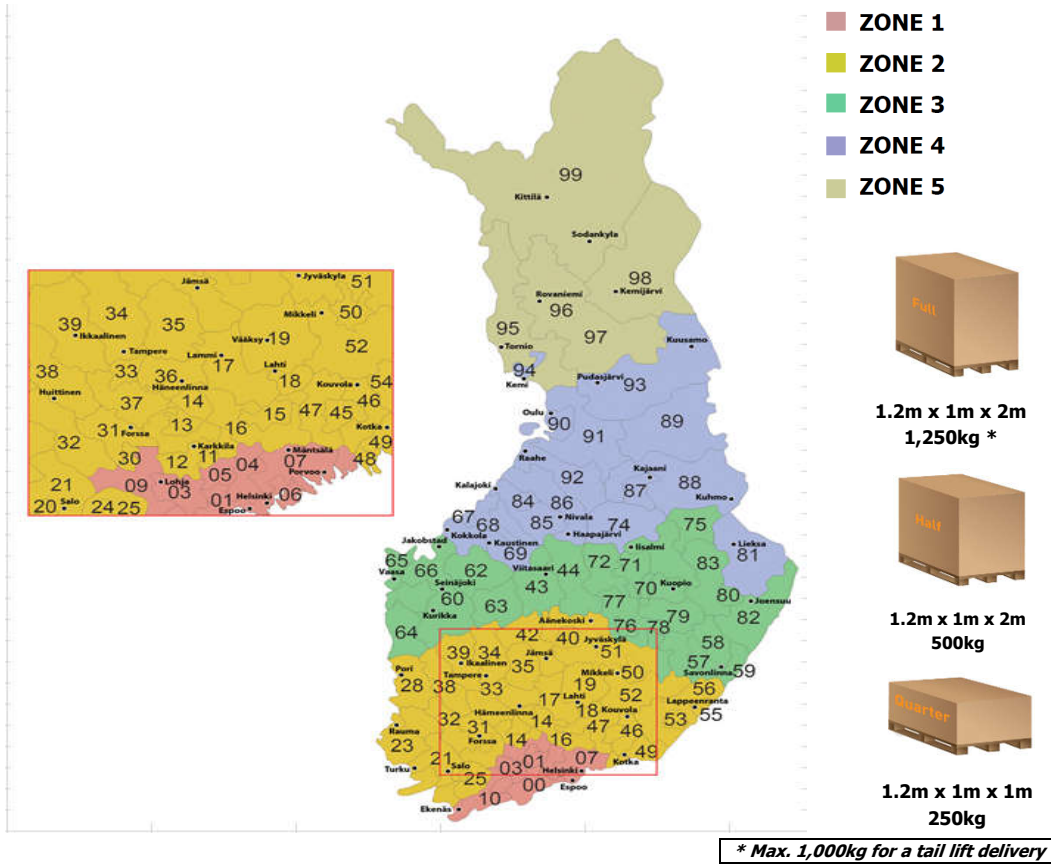 ZONE 1
ZONE 2
ZONE 3
ZONE 4
ZONE 5
99
Kittilä
Sodankyla
98
Kemijärvi
Rovaniemi
96
95
Tornio
97
Kuusamo
94
Kemi
Pudasjärvi
93
Oulu
90
91
89
Raahe
92
Kajaani
87
88
Kuhmo
Kalajoki
84
86
Nivala
85
74
Haapajärvi
75
67
68
Kokkola
Jakobstad
Kaustinen
69
Iisalmi
Lieksa
81
65
Vaasa
66
62
Viitasaari
43
44
72
71
83
Seinäjoki
60
63
70
Kuopio
80
Joensuu
82
Kurikka
64
77
79
76
78
58
57
Savonlinna
59
Äänekoski
42
40
Jyväskylä
51
39
34
Ikaalinen
Jämsä
35
Pori
28
38
Tampere
33
Mikkeli
50
19
52
56
Lappeenranta
55
53
17
Lahti
18
Kouvola
Hämeenlinna
32
31
Forssa
14
14
16
47
46
49
Kotka
Rauma
23
Turku
21
Salo
25
03
01
07
Helsinki
00
Espoo
10
Ekenäs
Jämsä
Jyväskyla
51
34
39
Ikkaalinen
35
Mikkeli
50
Vääksy
19
52
Tampere
Lammi
17
38
33
36
Häneenlinna
Lahti
18
Kouvola
54
Huittinen
37
14
46
15
47
45
31
Forssa
13
16
Kotka
32
49
Karkkila
11
Mäntsälä
30
12
04
07
48
05
Porvoo
21
09
Lohja
03
01
Helsinki
06
20
Salo
24
25
Espoo
Full
1.2m x 1m x 2m
1,250kg *
Half
1.2m x 1m x 2m
500kg
Quarter
1.2m x 1m x 1m
250kg
* Max. 1,000kg for a tail lift delivery